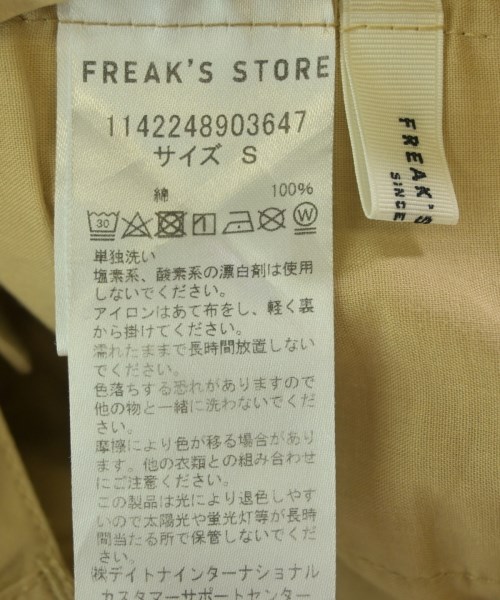 FREAK'S STORE
1142248903647
サイズ S
綿 100%
30
単独洗い
塩素系、酸素系の漂白剤は使用
しないでください。
アイロンはあて布をし、軽く裏
から掛けてください。
濡れたままで長時間放置しない
でください。
色落ちする恐れがありますので
他の物と一緒に洗わないでくだ
さい。
摩擦により色が移る場合があり
ます。他の衣類との組み合わせ
にご注意ください。
この製品は光により退色しやす
いので太陽光や蛍光灯等が長時
間当たる所で保管しないでくだ
さい。
㈱デイトナインターナショナル
カスタマーサポートセンター
FREAK'S
SINCE